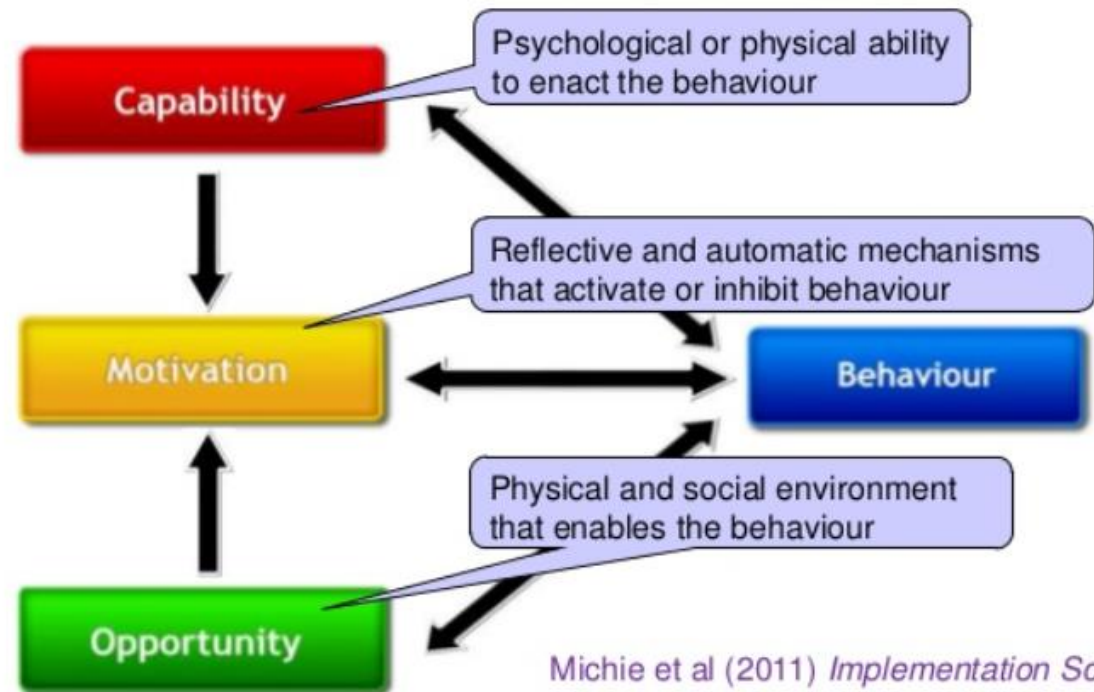 Psychological or physical ability
to enact the behaviour
Capability
Reflective and automatic mechanisms
that activate or inhibit behaviour
Motivation
Behaviour
Physical and social environment
that enables the behaviour
Opportunity
Michie et al (2011) Implementation